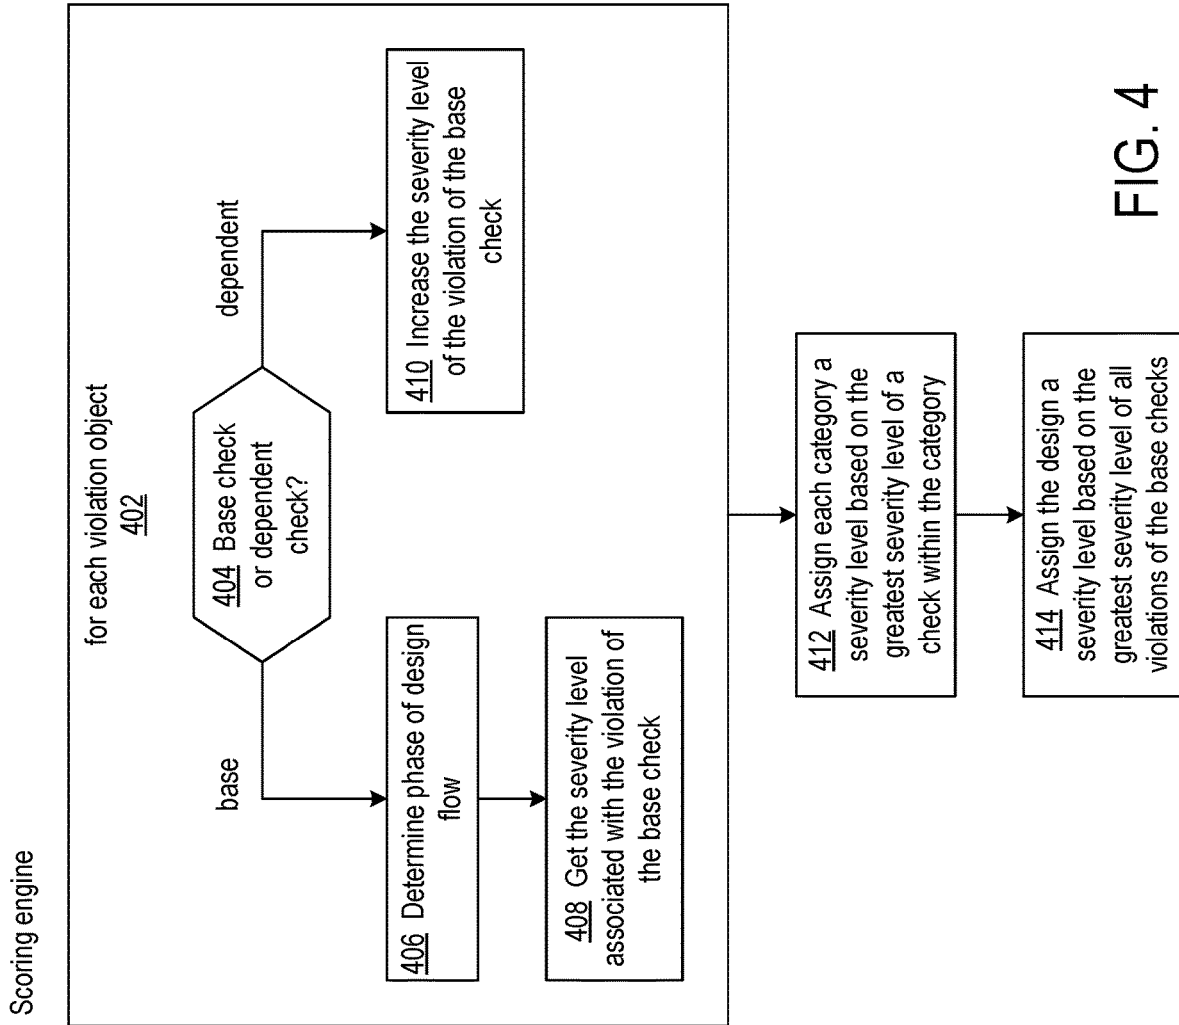 Scoring engine
for each violation object
402
404 Base check
or dependent
check?
base
dependent
406 Determine phase of design
flow
408 Get the severity level
associated with the violation of
the base check
410 Increase the severity level
of the violation of the base
check
412 Assign each category a
severity level based on the
greatest severity level of a
check within the category
414 Assign the design a
severity level based on the
greatest severity level of all
violations of the base checks
FIG. 4